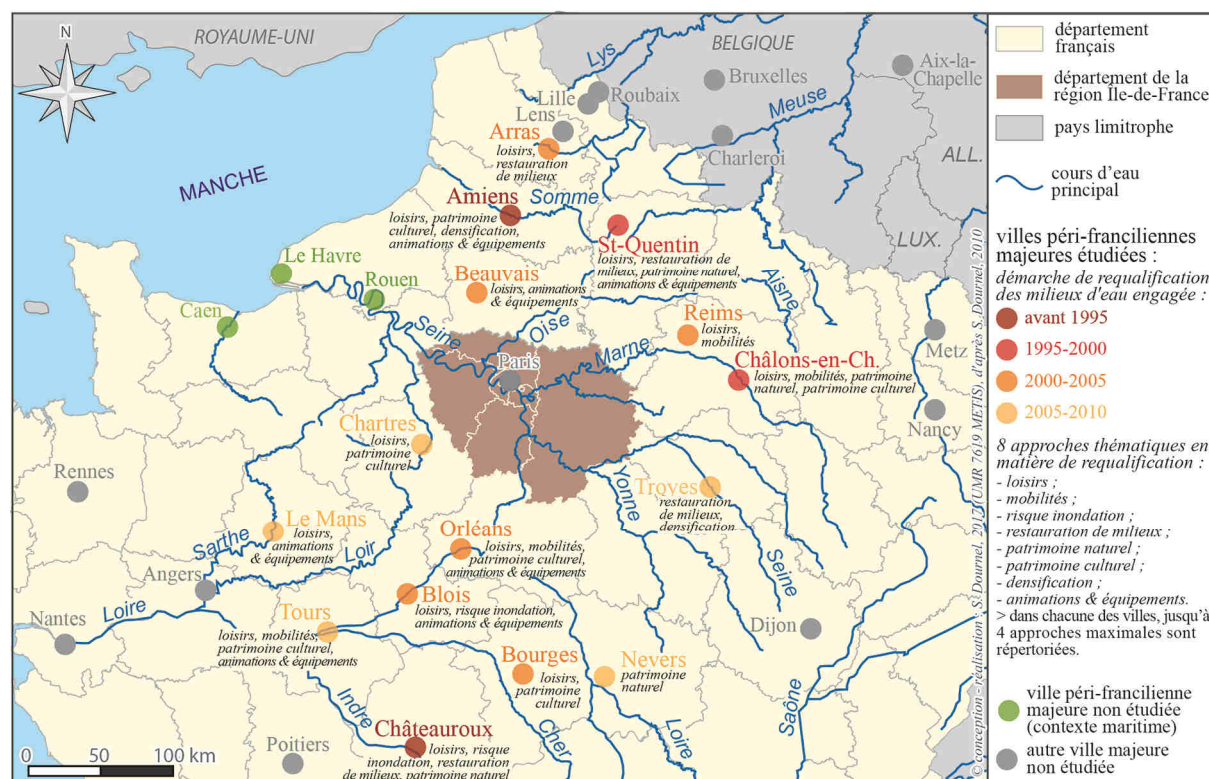 N
ROYAUME-UNI
BELGIQUE
Lys
Bruxelles
Aix-la-
Chapelle
Lille
Roubaix
Lens
Meuse
Charleroi
ALL.
LUX.
Arras
loisirs,
restauration
de milieux
MANCHE
Amiens
Somme
loisirs, patrimoine
culturel, densification,
animations & équipements
St-Quentin
loisirs, restauration de
milieux, patrimoine naturel,
animations & équipements
Le Havre
Rouen
Caen
Beauvais
loisirs, animations
& équipements
Aisne
Oise
Seine
Reims
loisirs,
mobilités
Paris
Marne
Metz
Châlons-en-Ch.
loisirs, mobilités, patrimoine
naturel, patrimoine culturel
Nancy
Chartres
loisirs,
patrimoine
culturel
Rennes
Yonne
Troyes
restauration
de milieux,
densification
Seine
Le Mans
loisirs,
animations
& équipements
Sarthe
Loir
Orléans
loisirs, mobilités,
patrimoine culturel,
animations & équipements
Angers
Blois
loisirs, risque inondation,
animations & équipements
Nantes
Loire
Tours
loisirs, mobilités,
patrimoine culturel,
animations & équipements
Dijon
Bourges
loisirs,
patrimoine
culturel
Nevers
patrimoine
naturel
Saône
Indre
Châteauroux
loisirs, risque
inondation, restauration
de milieux, patrimoine naturel
Cher
Loire
Poitiers
0 50 100 km
© conception - réalisation : S. Dournel, 2012 (UMR 7619 METIS), d'après S. Dournel, 2010
département
français
département de la
région Ile-de-France
pays limitrophe
cours d'eau
principal
villes péri-franciliennes
majeures étudiées :
démarche de requalification
des milieux d'eau engagée :
avant 1995
1995-2000
2000-2005
2005-2010
8 approches thématiques en
matière de requalification :
- loisirs ;
- mobilités ;
- risque inondation ;
- restauration de milieux ;
- patrimoine naturel ;
- patrimoine culturel ;
- densification ;
- animations & équipements.
> dans chacune des villes, jusqu'à
4 approches maximales sont
répertoriées.
ville péri-francilienne
majeure non étudiée
(contexte maritime)
autre ville majeure
non étudiée